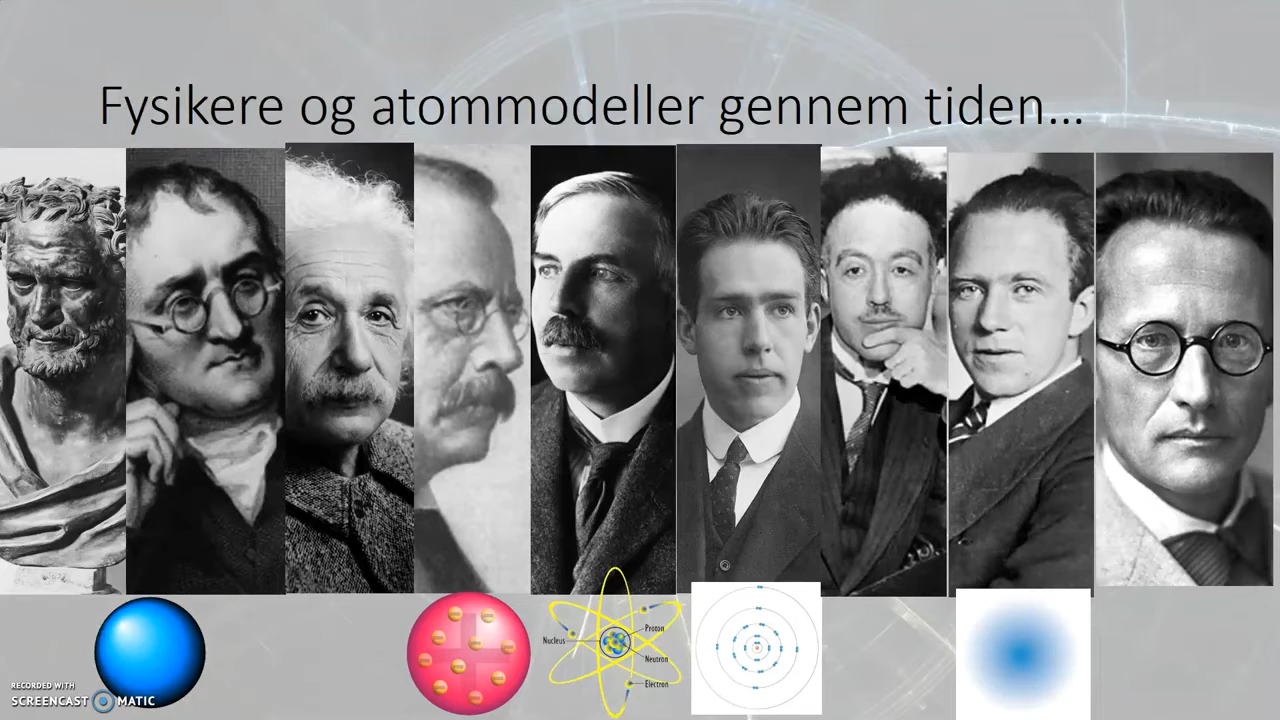 Fysikere og atommodeller gennem tiden...
Nucleus
Proton
Neutron
Electron
RECORDED WITH
SCREENCAST MATIC